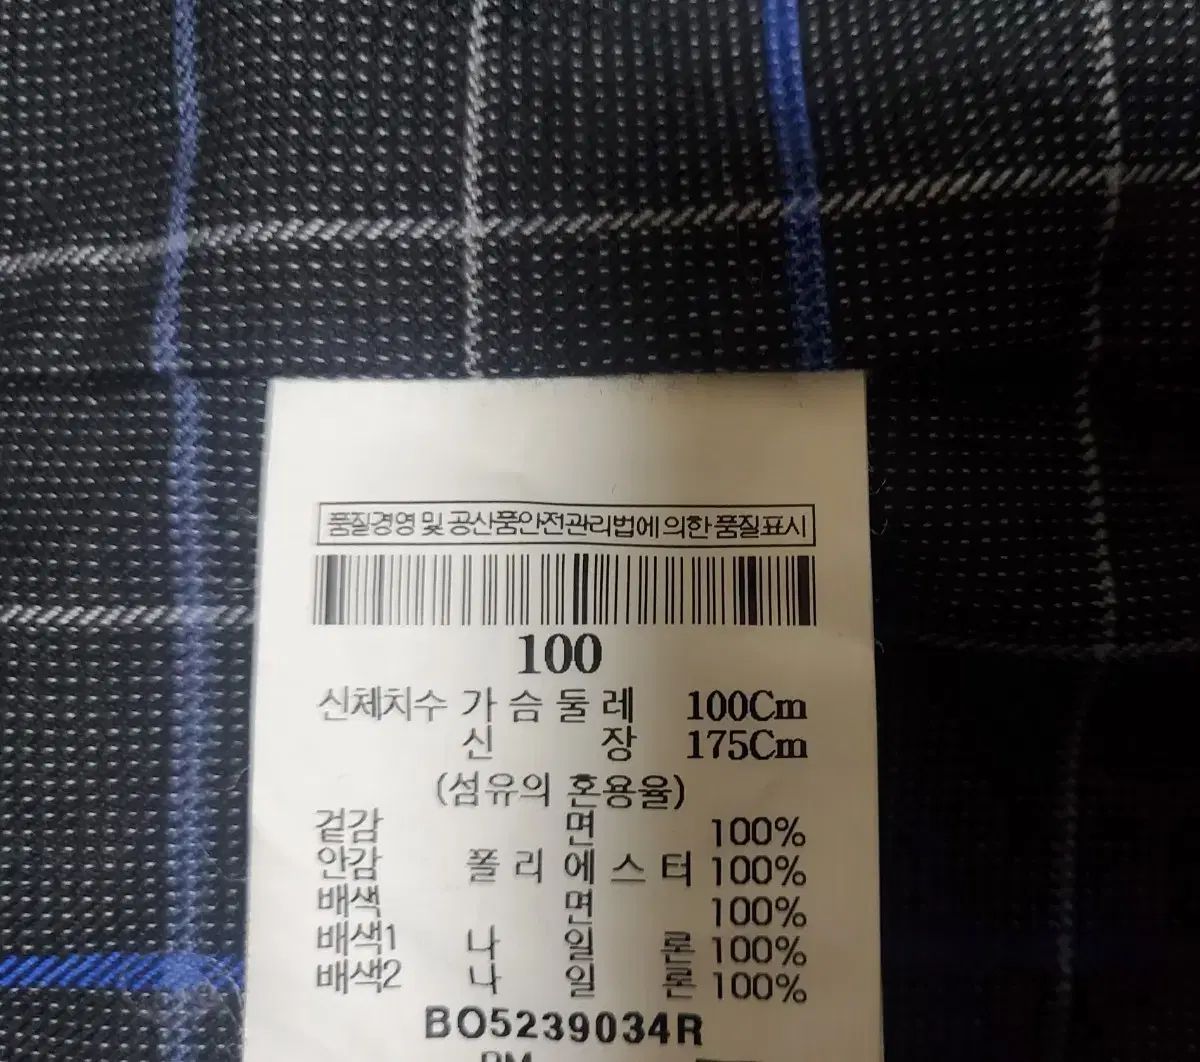 품질경영 및 공산품안전관리법에 의한 품질표시
100
신체치수 가 슴 둘 레 100Cm
신 장 175Cm
(섬유의 혼용율)
겉감 면 100%
안감 폴 리 에 스 터 100%
배색 면 100%
배색1 나 일 론 100%
배색2 나 일 론 100%
BO5239034R